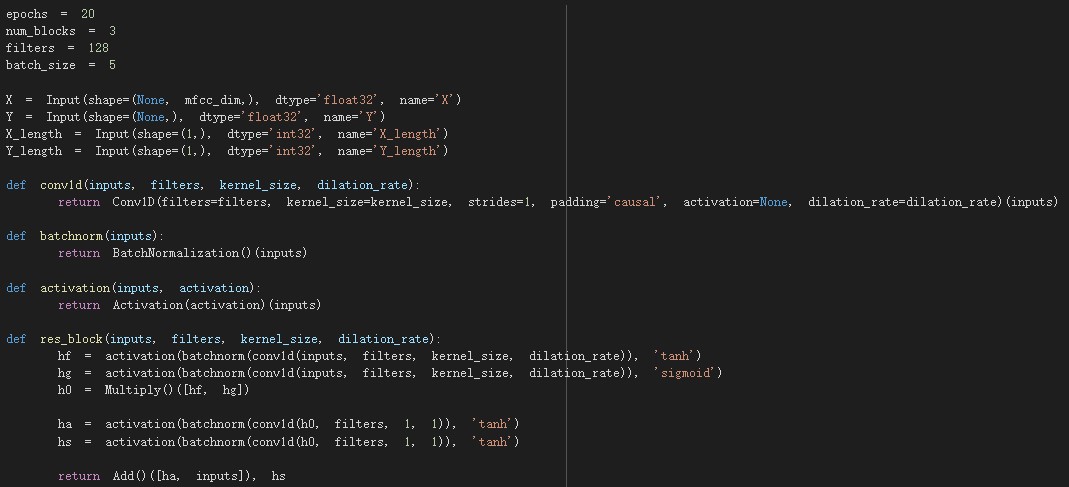 epochs = 20
num_blocks = 3
filters = 128
batch_size = 5
X = Input(shape=(None, mfcc_dim,), dtype='float32', name='X')
Y = Input(shape=(None,), dtype='float32', name='Y')
X_length = Input(shape=(1,), dtype='int32', name='X_length')
Y_length = Input(shape=(1,), dtype='int32', name='Y_length')
def conv1d(inputs, filters, kernel_size, dilation_rate):
return Conv1D(filters=filters, kernel_size=kernel_size, strides=1, padding='causal', activation=None, dilation_rate=dilation_rate)(inputs)
def batchnorm(inputs):
return BatchNormalization()(inputs)
def activation(inputs, activation):
return Activation(activation)(inputs)
def res_block(inputs, filters, kernel_size, dilation_rate):
hf = activation(batchnorm(conv1d(inputs, filters, kernel_size, dilation_rate)), 'tanh')
hg = activation(batchnorm(conv1d(inputs, filters, kernel_size, dilation_rate)), 'sigmoid')
h0 = Multiply()([hf, hg])
ha = activation(batchnorm(conv1d(h0, filters, 1, 1)), 'tanh')
hs = activation(batchnorm(conv1d(h0, filters, 1, 1)), 'tanh')
return Add()([ha, inputs]), hs